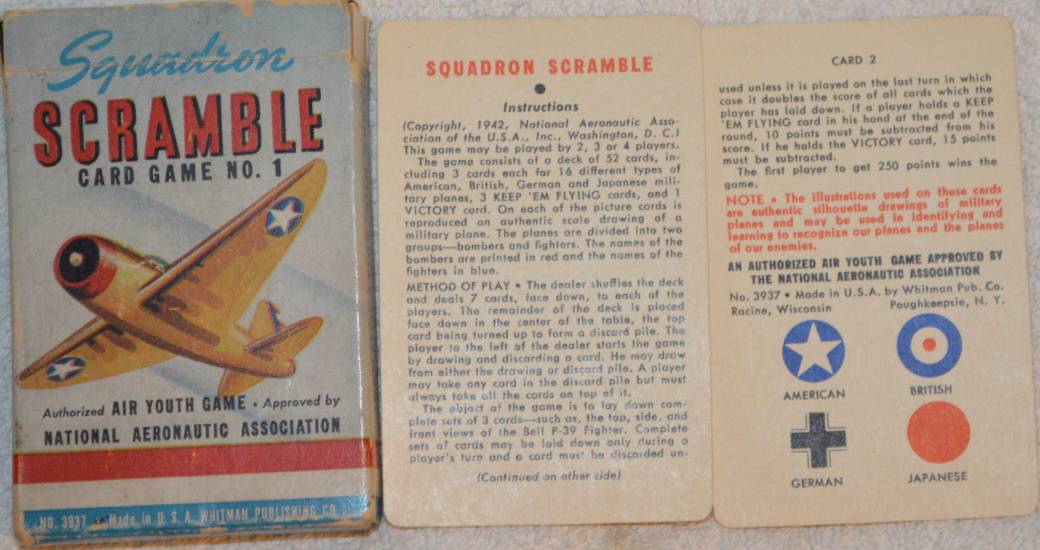 Squadron
SCRAMBLE
CARD GAME NO. 1
Authorized AIR YOUTH GAME • Approved by
NATIONAL AERONAUTIC ASSOCIATION
NO. 3937 • Made in U.S.A. WHITMAN PUBLISHING CO.
SQUADRON SCRAMBLE
•
Instructions
(Copyright, 1942, National Aeronautic Asso-
ciation of the U.S.A., Inc., Washington, D. C.)
This game may be played by 2, 3 or 4 players.
The game consists of a deck of 52 cards, in-
cluding 3 cards each for 16 different types of
American, British, German and Japanese mili-
tary planes, 3 KEEP 'EM FLYING cards, and 1
VICTORY card. On each of the picture cards is
reproduced an authentic scale drawing of a
military plane. The planes are divided into two
groups—bombers and fighters. The names of the
bombers are printed in red and the names of the
fighters in blue.
METHOD OF PLAY • The dealer shuffles the deck
and deals 7 cards, face down, to each of the
players. The remainder of the deck is placed
face down in the center of the table, the top
card being turned up to form a discard pile. The
player to the left of the dealer starts the game
by drawing and discarding a card. He may draw
from either the drawing or discard pile. A player
may take any card in the discard pile but must
always take all the cards on top of it.
The object of the game is to lay down com-
plete sets of 3 cards—such as, the top, side, and
front views of the Bell P-39 Fighter. Complete
sets of cards may be laid down only during a
player's turn and a card must be discarded un-
(Continued on other side)
CARD 2
used unless it is played on the last turn in which
case it doubles the score of all cards which the
player has laid down. If a player holds a KEEP
'EM FLYING card in his hand at the end of the
round, 10 points must be subtracted from his
score. If he holds the VICTORY card, 15 points
must be subtracted.
The first player to get 250 points wins the
game.
NOTE • The illustrations used on these cards
are authentic silhouette drawings of military
planes and may be used in identifying and
learning to recognize our planes and the planes
of our enemies.
AN AUTHORIZED AIR YOUTH GAME APPROVED BY
THE NATIONAL AERONAUTIC ASSOCIATION
No. 3937 • Made in U.S.A. by Whitman Pub. Co.
Racine, Wisconsin Poughkeepsie, N. Y.
AMERICAN
BRITISH
GERMAN
JAPANESE